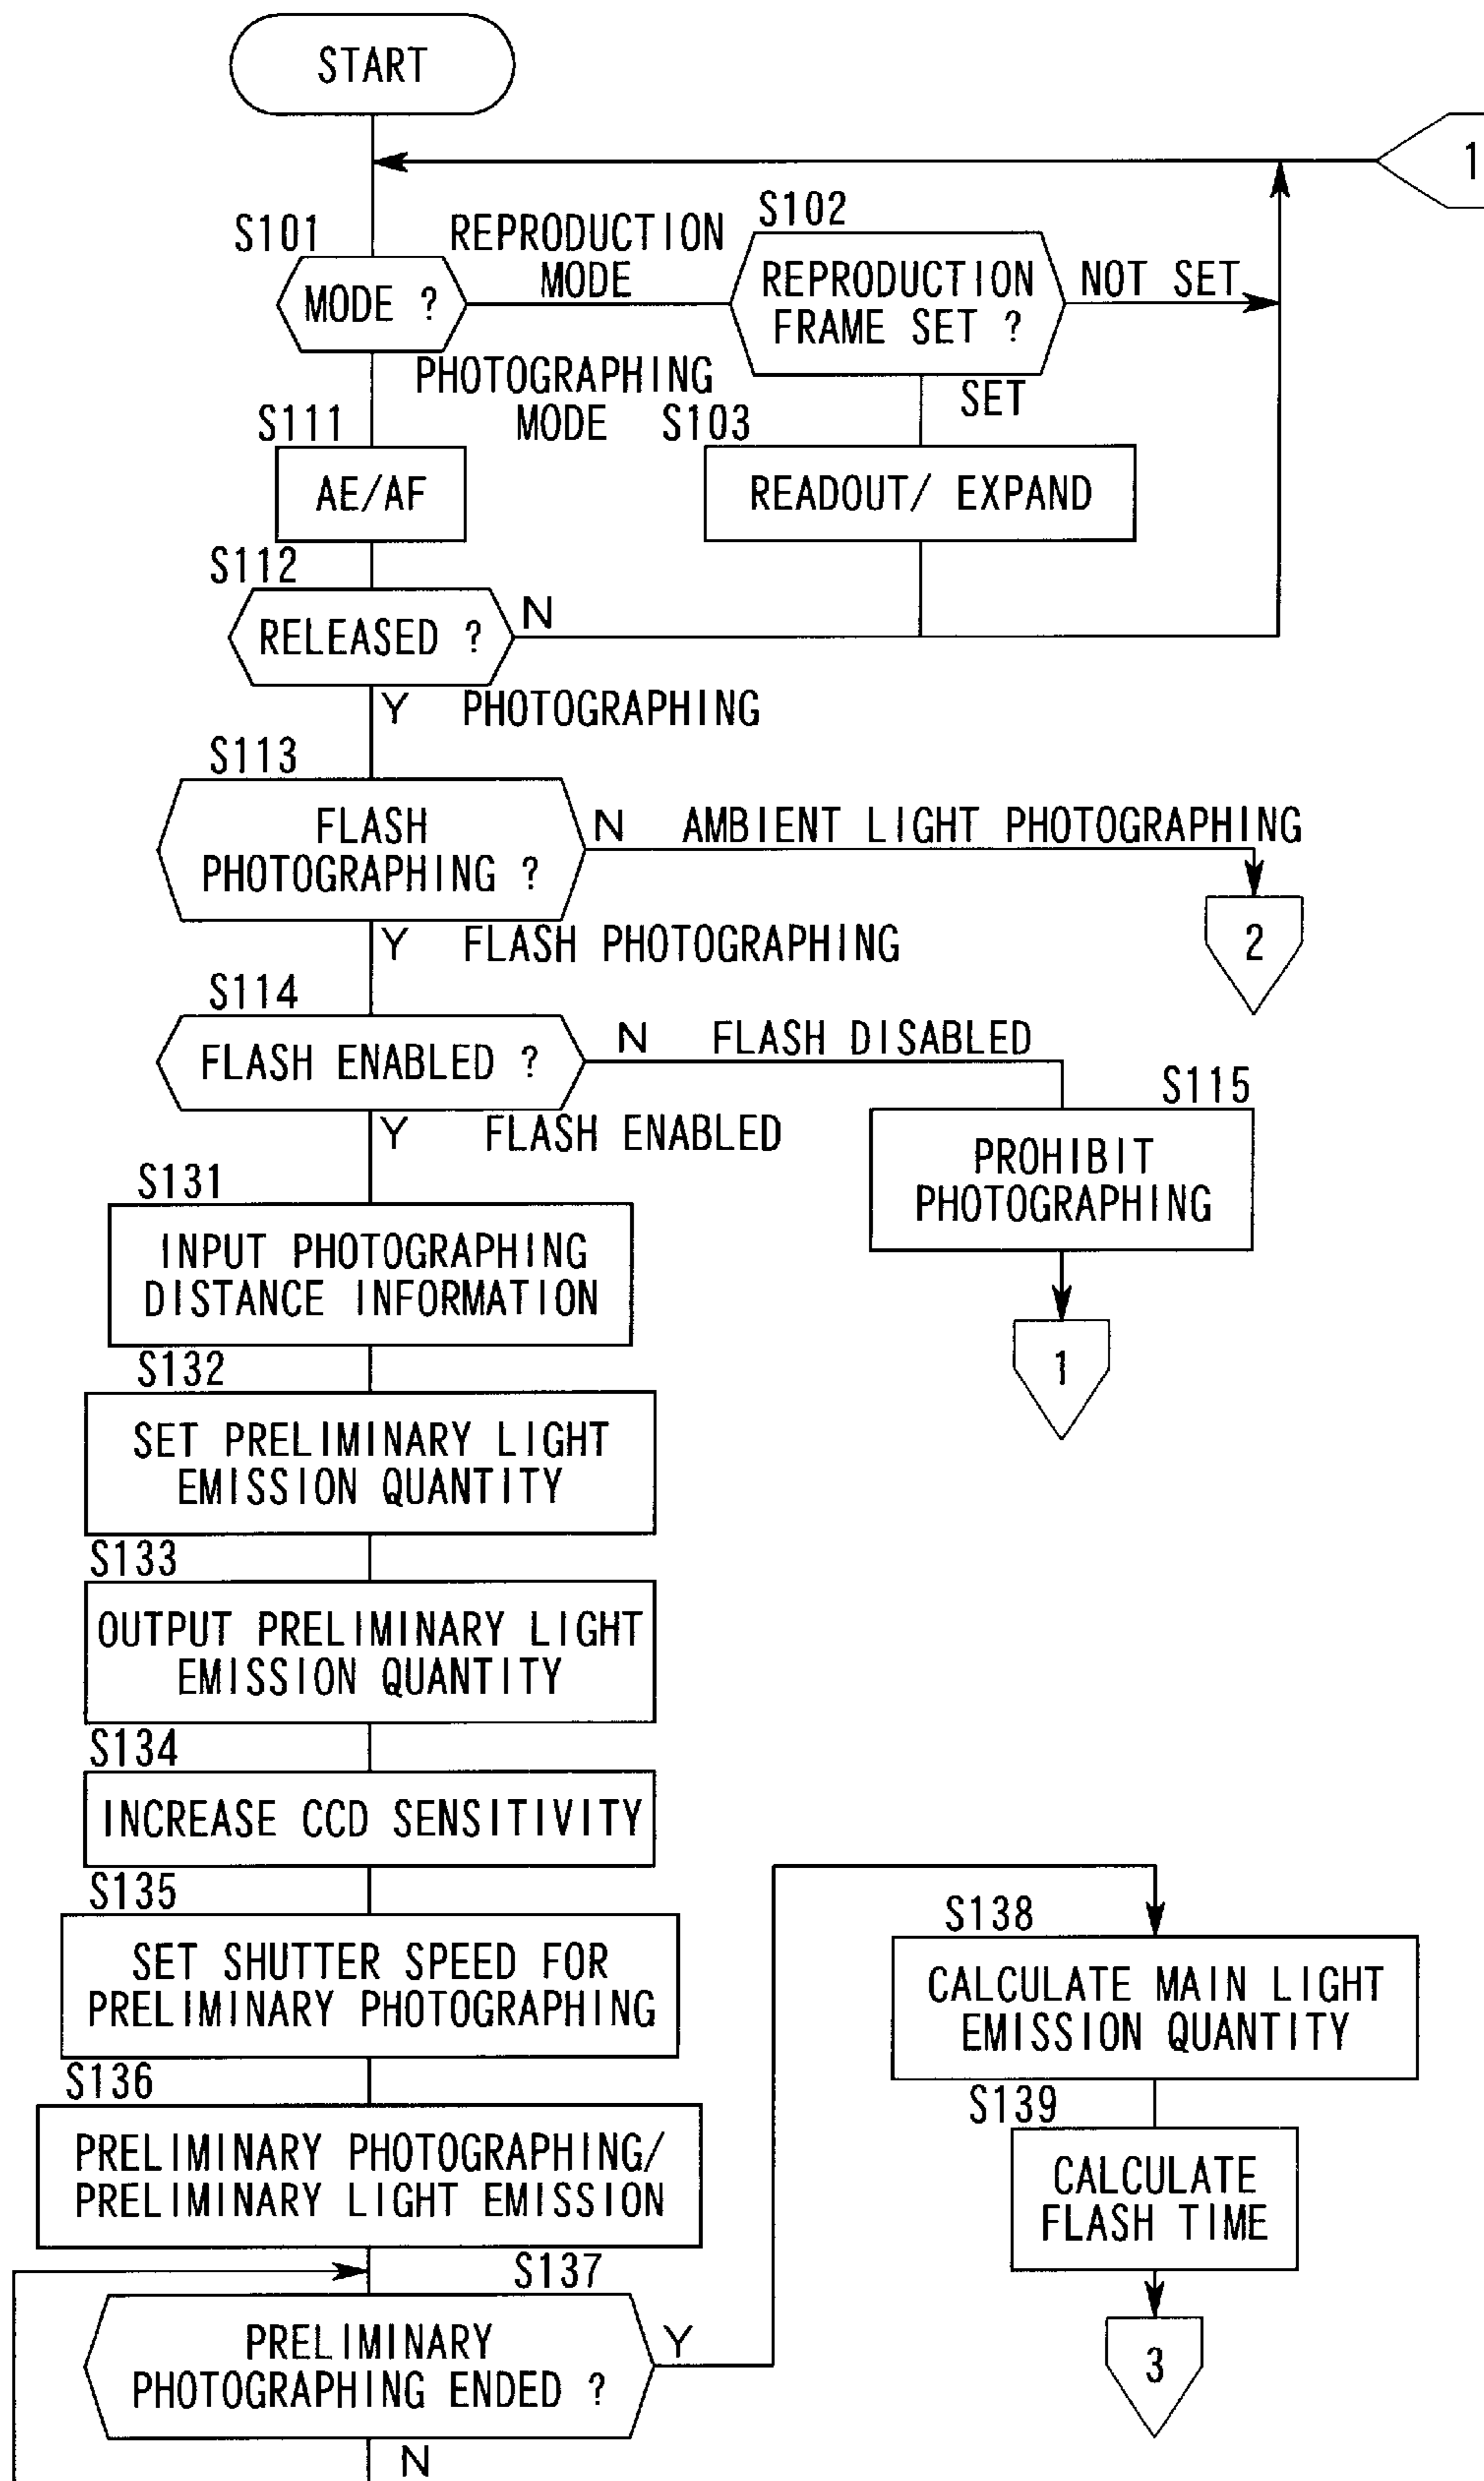 START
1
S101
REPRODUCTION
MODE
S102
MODE ?
REPRODUCTION
FRAME SET ?
NOT SET
PHOTOGRAPHING
MODE
SET
S111
S103
AE/AF
READOUT/ EXPAND
S112
RELEASED ?
N
Y PHOTOGRAPHING
S113
FLASH
PHOTOGRAPHING ?
N AMBIENT LIGHT PHOTOGRAPHING
2
Y FLASH PHOTOGRAPHING
S114
FLASH ENABLED ?
N FLASH DISABLED
S115
Y FLASH ENABLED
PROHIBIT
PHOTOGRAPHING
1
S131
INPUT PHOTOGRAPHING
DISTANCE INFORMATION
S132
SET PRELIMINARY LIGHT
EMISSION QUANTITY
S133
OUTPUT PRELIMINARY LIGHT
EMISSION QUANTITY
S134
INCREASE CCD SENSITIVITY
S135
SET SHUTTER SPEED FOR
PRELIMINARY PHOTOGRAPHING
S136
PRELIMINARY PHOTOGRAPHING/
PRELIMINARY LIGHT EMISSION
S137
PRELIMINARY
PHOTOGRAPHING ENDED ?
Y
N
S138
CALCULATE MAIN LIGHT
EMISSION QUANTITY
S139
CALCULATE
FLASH TIME
3